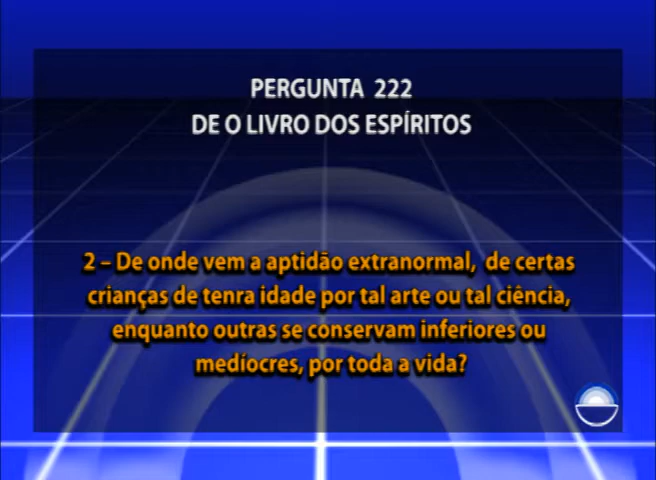 PERGUNTA 222
DE O LIVRO DOS ESPÍRITOS
2 – De onde vem a aptidão extranormal, de certas
crianças de tenra idade por tal arte ou tal ciência,
enquanto outras se conservam inferiores ou
medíocres, por toda a vida?